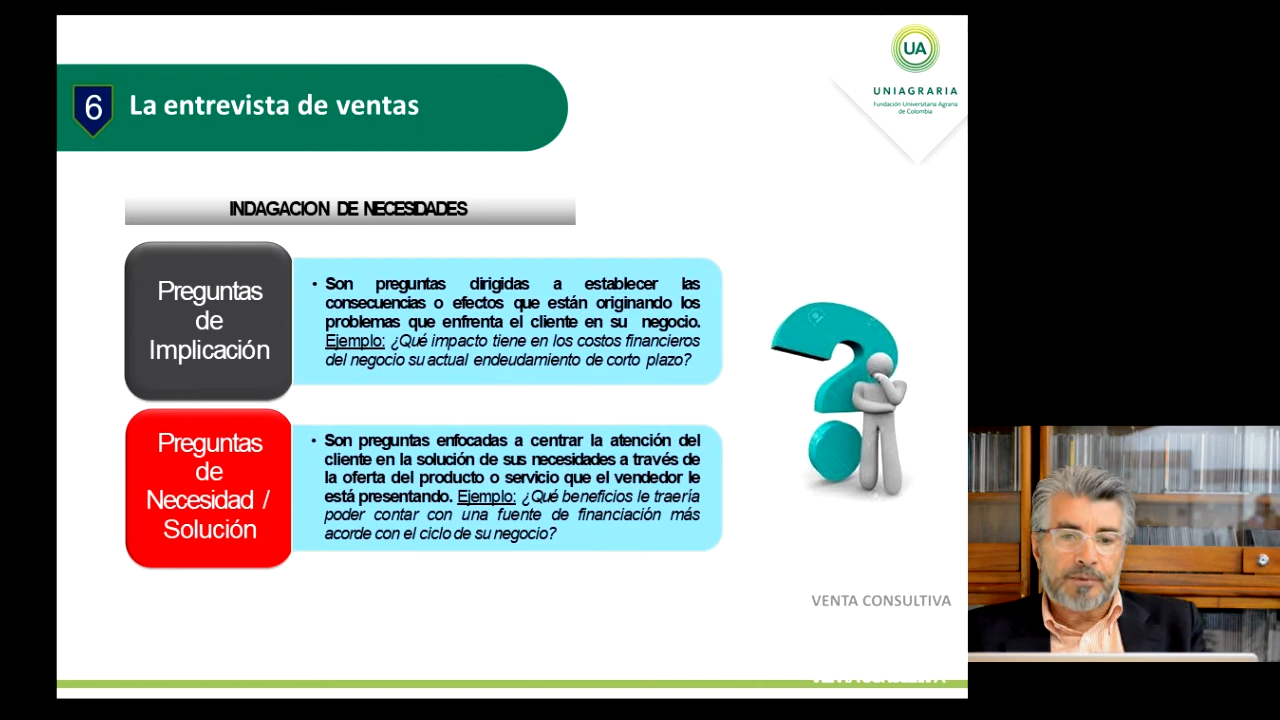 UA
UNIAGRARIA
Fundación Universitaria Agraria
de Colombia
6
La entrevista de ventas
INDAGACION DE NECESIDADES
Preguntas
de
Implicación
• Son preguntas dirigidas a establecer las
consecuencias o efectos que están originando los
problemas que enfrenta el cliente en su negocio.
Ejemplo: ¿Qué impacto tiene en los costos financieros
del negocio su actual endeudamiento de corto plazo?
Preguntas
de
Necesidad /
Solución
• Son preguntas enfocadas a centrar la atención del
cliente en la solución de sus necesidades a través de
la oferta del producto o servicio que el vendedor le
está presentando. Ejemplo: ¿Qué beneficios le traería
poder contar con una fuente de financiación más
acorde con el ciclo de su negocio?
VENTA CONSULTIVA